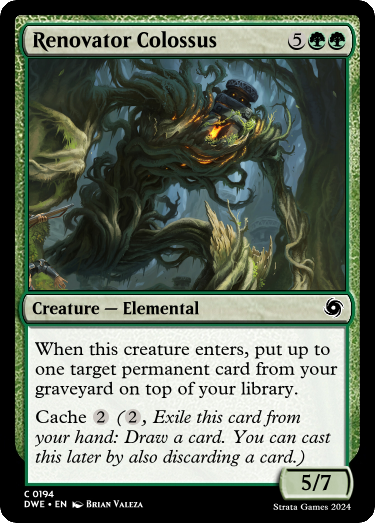 Renovator Colossus 5
Creature — Elemental
When this creature enters, put up to
one target permanent card from your
graveyard on top of your library.
Cache 2 (2, Exile this card from
your hand: Draw a card. You can cast
this later by also discarding a card.)
5/7
C 0194
DWE • EN Brian Valeza
Strata Games 2024